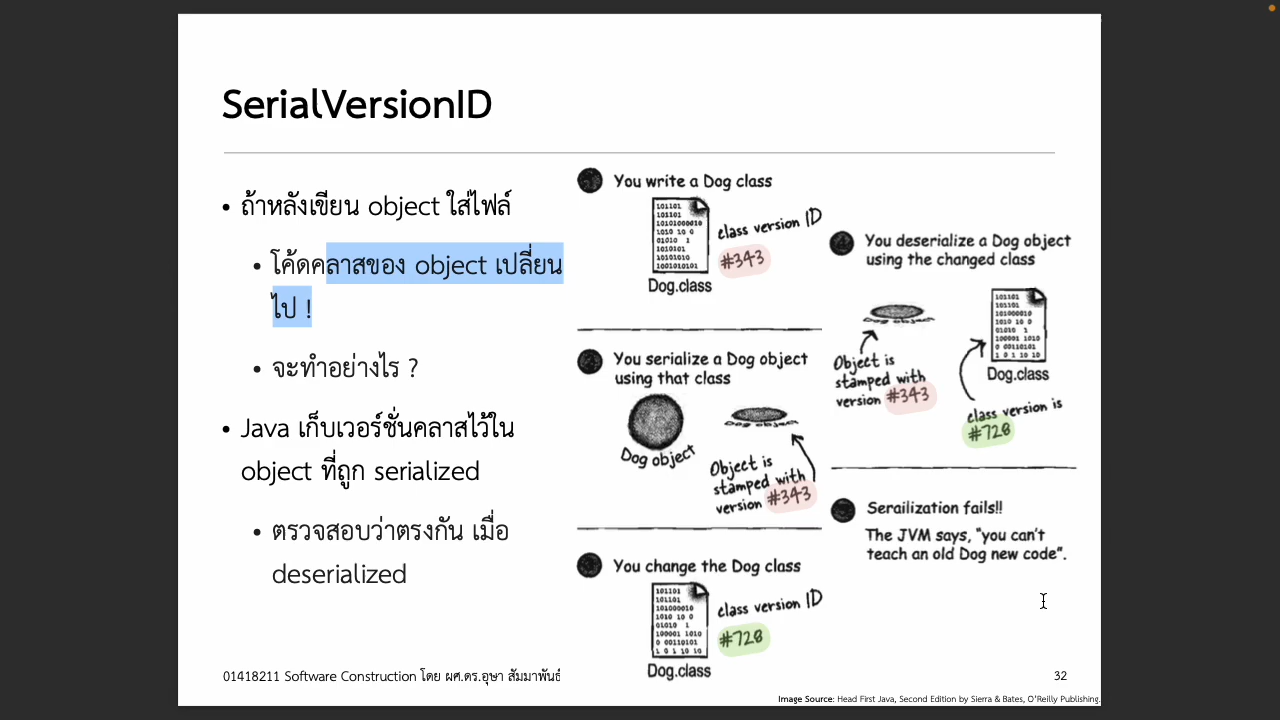 SerialVersionID
• ถ้าหลังเขียน object ใส่ไฟล์
• โค้ดคลาสของ object เปลี่ยน
ไป !
• จะทำอย่างไร ?
• Java เก็บเวอร์ชั่นคลาสไว้ใน
object ที่ถูก serialized
• ตรวจสอบว่าตรงกัน เมื่อ
deserialized
You write a Dog class
class version ID
#343
Dog.class
You serialize a Dog object
using that class
Dog object
Dog object
Object is
stamped with
version #343
You change the Dog class
class version ID
#728
Dog.class
You deserialize a Dog object
using the changed class
Dog object
Object is
stamped with
version #343
Dog.class
class version is
#728
Serailization fails!!
The JVM says, "you can't
teach an old Dog new code".
01418211 Software Construction โดย ผศ.ดร.อุษา สัมมาพันธ์
32
Image Source: Head First Java, Second Edition by Sierra & Bates, O'Reilly Publishing.